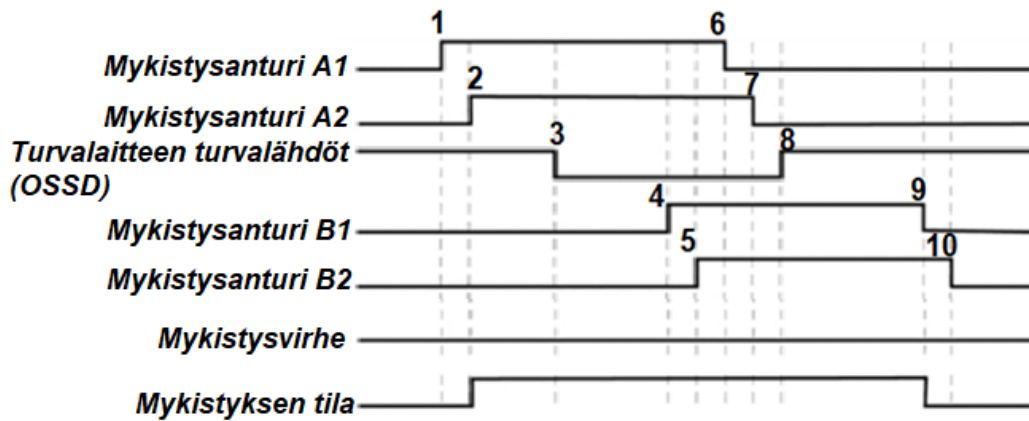 1 6
Mykistysanturi A1
2 7
Mykistysanturi A2
3 8
Turvalaitteen turvalähdöt
(OSSD)
4 9
Mykistysanturi B1
5 10
Mykistysanturi B2
Mykistysvirhe
Mykistyksen tila